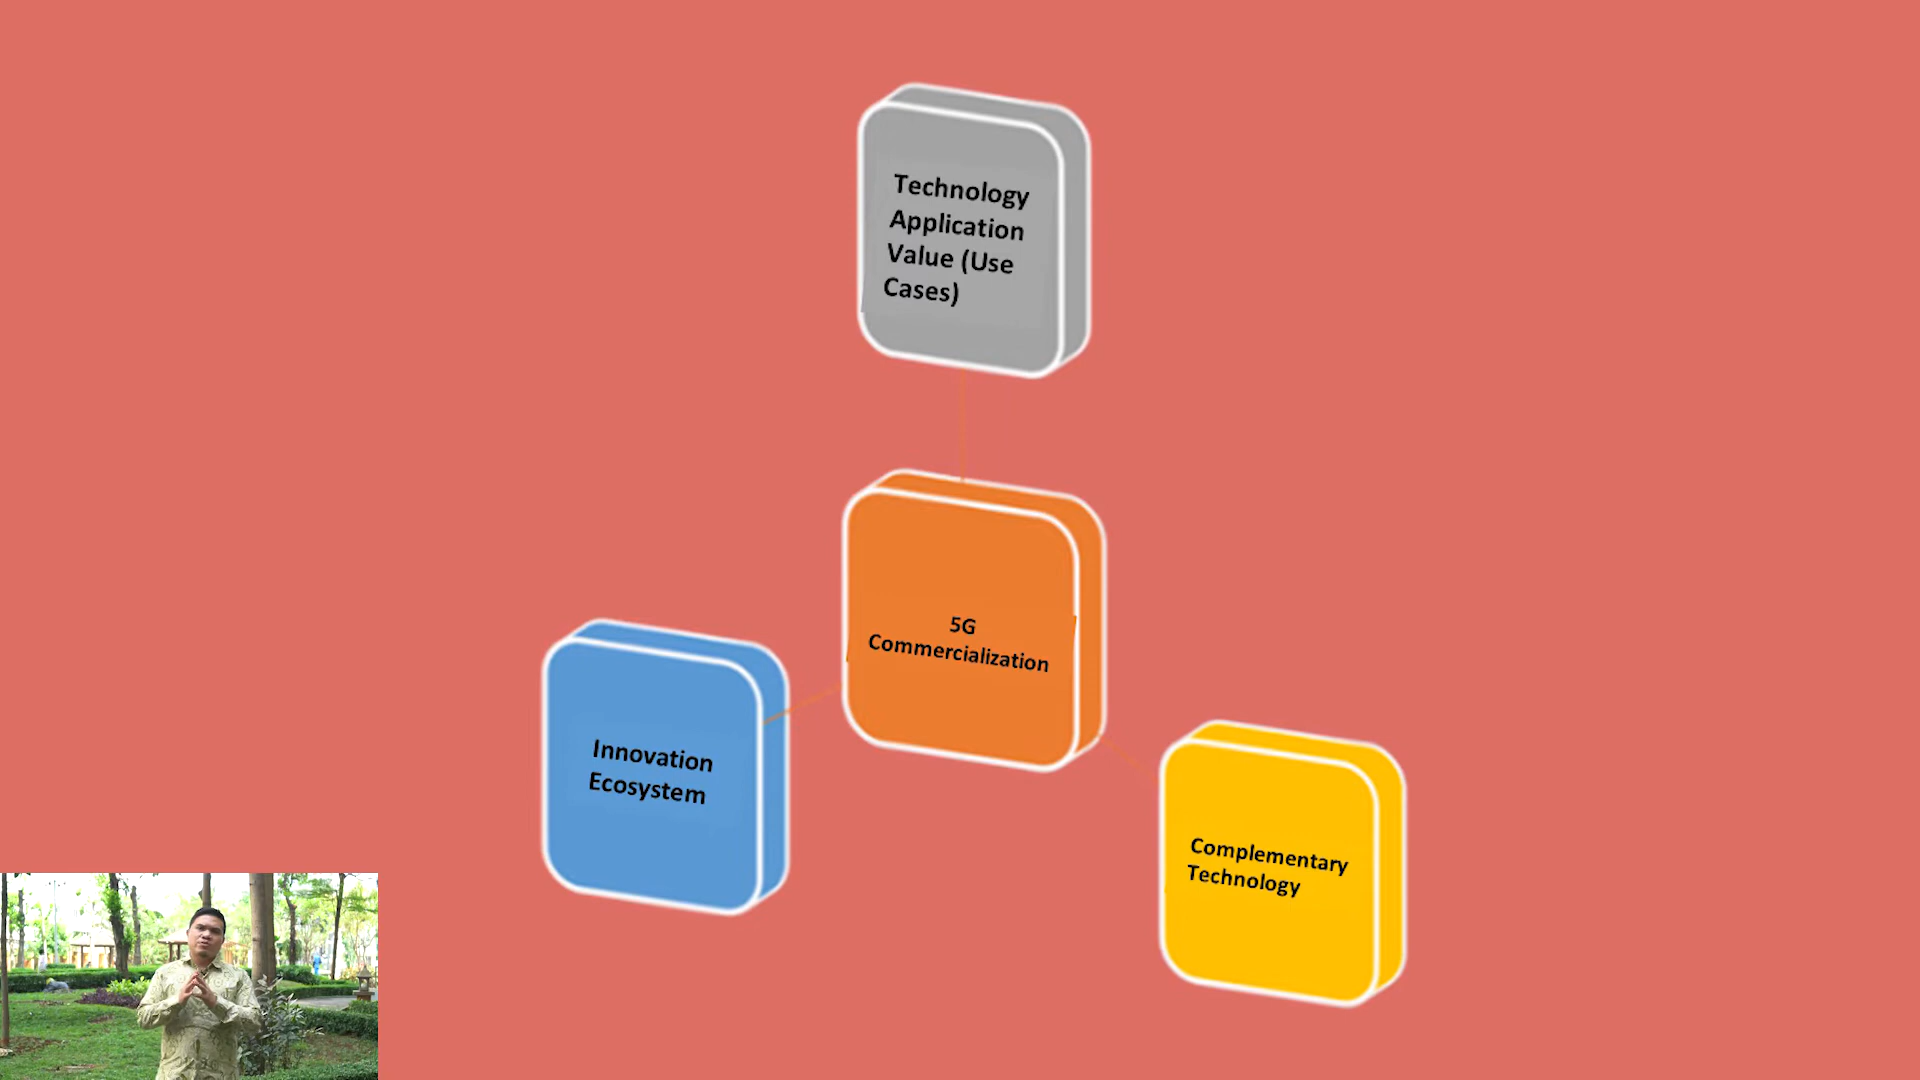 Technology
Application
Value (Use
Cases)
5G
Commercialization
Innovation
Ecosystem
Complementary
Technology